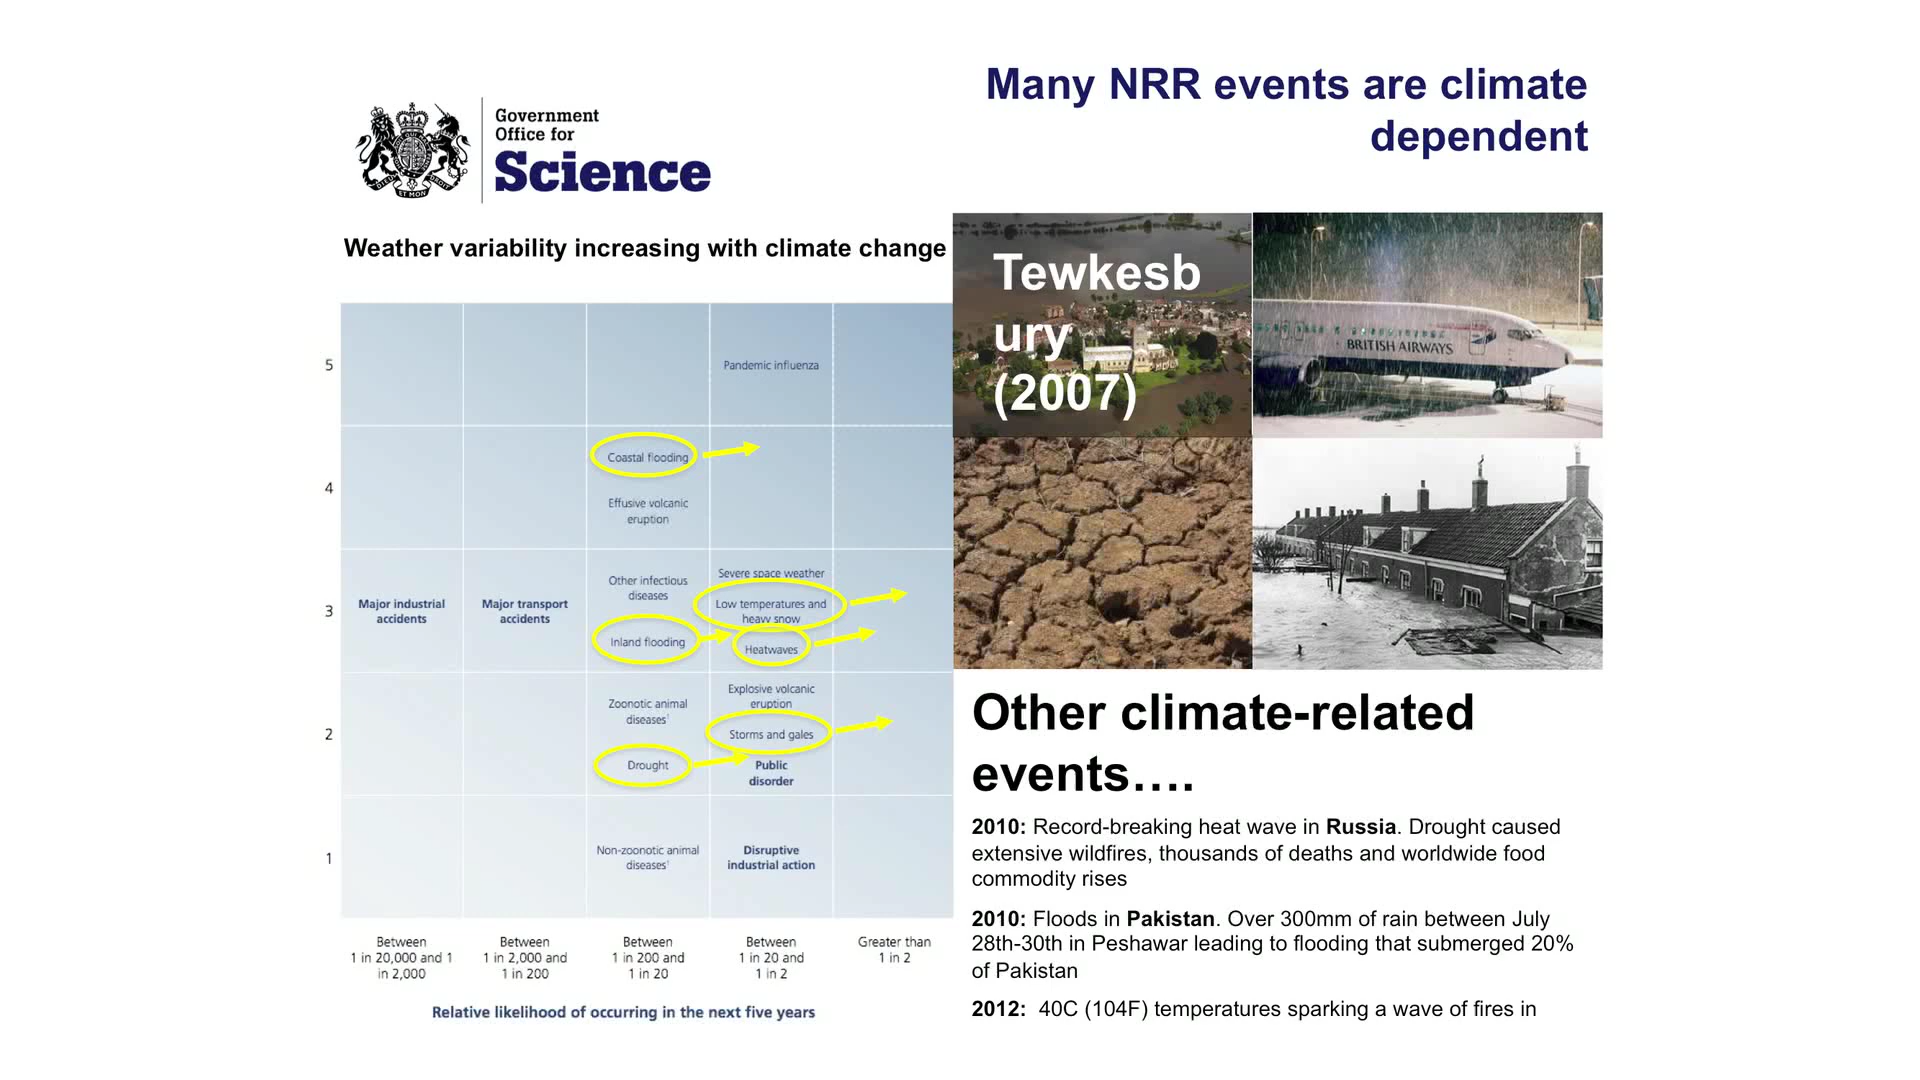 Many NRR events are climate
dependent
Government
Office for
Science
DIEU ET MON DROIT
Weather variability increasing with climate change
Tewkesb
ury
(2007)
BRITISH AIRWAYS
5
Pandemic influenza
4
Coastal flooding
Effusive volcanic
eruption
3
Major industrial
accidents
Major transport
accidents
Other infectious
diseases
Inland flooding
Severe space weather
Low temperatures and
heavy snow
Heatwaves
2
Zoonotic animal
diseases¹
Drought
Explosive volcanic
eruption
Storms and gales
Public
disorder
1
Non-zoonotic animal
diseases¹
Disruptive
industrial action
Between
1 in 20,000 and 1
in 2,000
Between
1 in 2,000 and
1 in 200
Between
1 in 200 and
1 in 20
Between
1 in 20 and
1 in 2
Greater than
1 in 2
Relative likelihood of occurring in the next five years
Other climate-related
events….
2010: Record-breaking heat wave in Russia. Drought caused
extensive wildfires, thousands of deaths and worldwide food
commodity rises
2010: Floods in Pakistan. Over 300mm of rain between July
28th-30th in Peshawar leading to flooding that submerged 20%
of Pakistan
2012: 40C (104F) temperatures sparking a wave of fires in